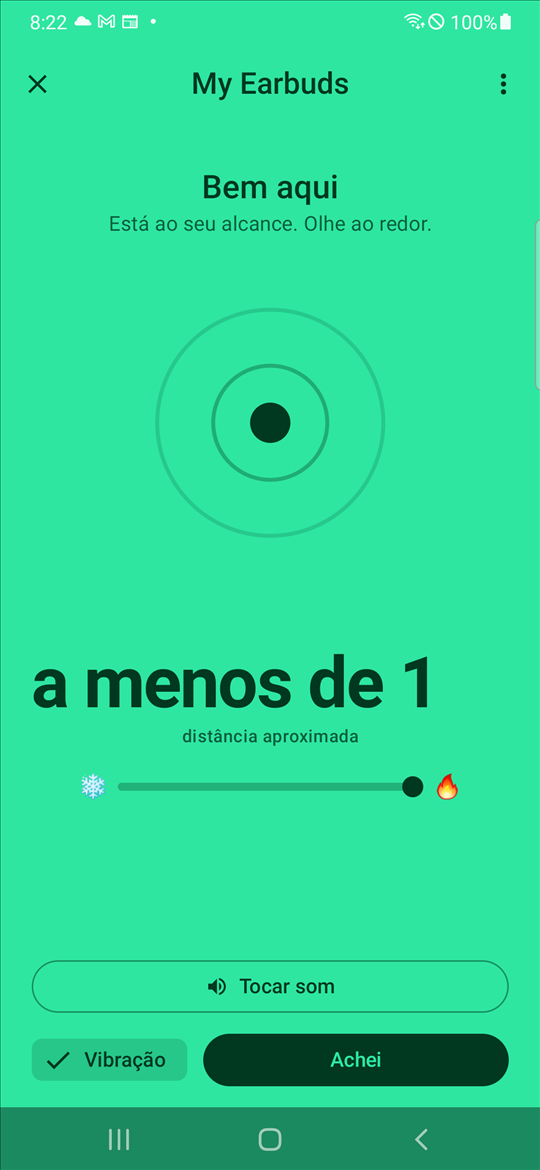 8:22 100%
My Earbuds
Bem aqui
Está ao seu alcance. Olhe ao redor.
a menos de 1
distância aproximada
Tocar som
Vibração
Achei